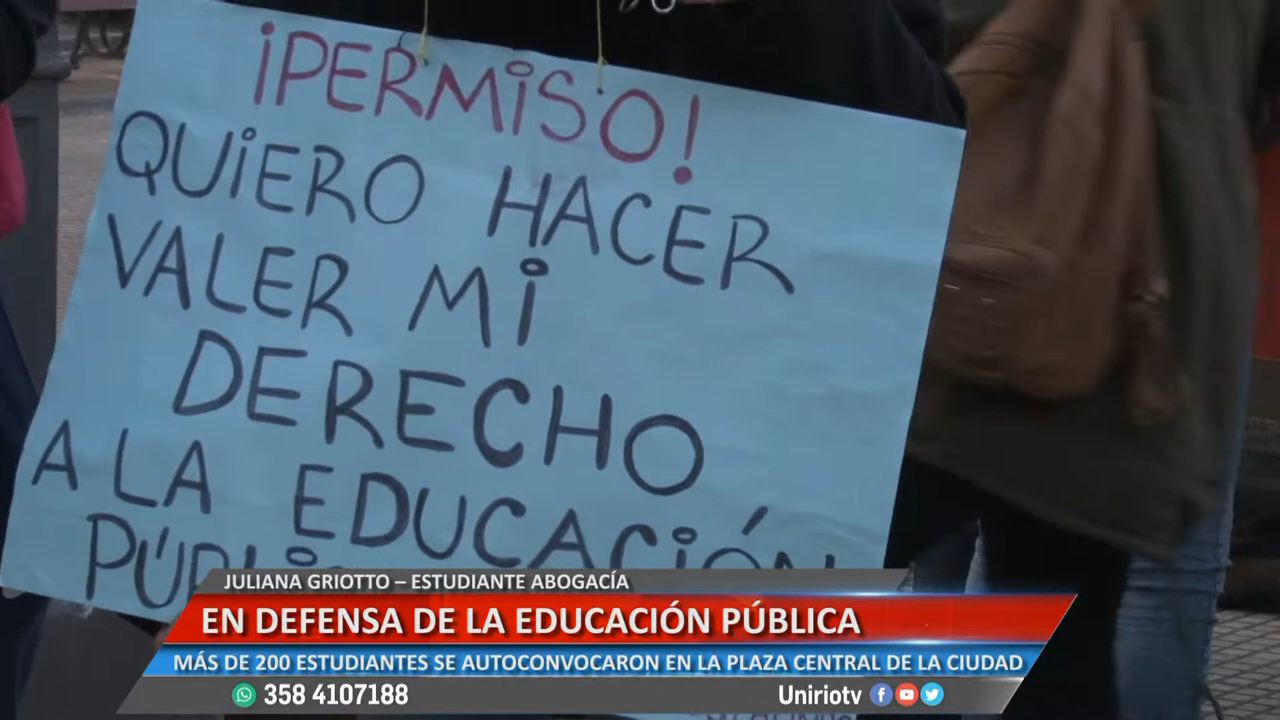 ¡PERMISO!
QUIERO HACER
VALER MI
DERECHO
A LA EDUCACIÓN
JULIANA GRIOTTO – ESTUDIANTE ABOGACÍA
EN DEFENSA DE LA EDUCACIÓN PÚBLICA
MÁS DE 200 ESTUDIANTES SE AUTOCONVOCARON EN LA PLAZA CENTRAL DE LA CIUDAD
358 4107188
Uniriotv